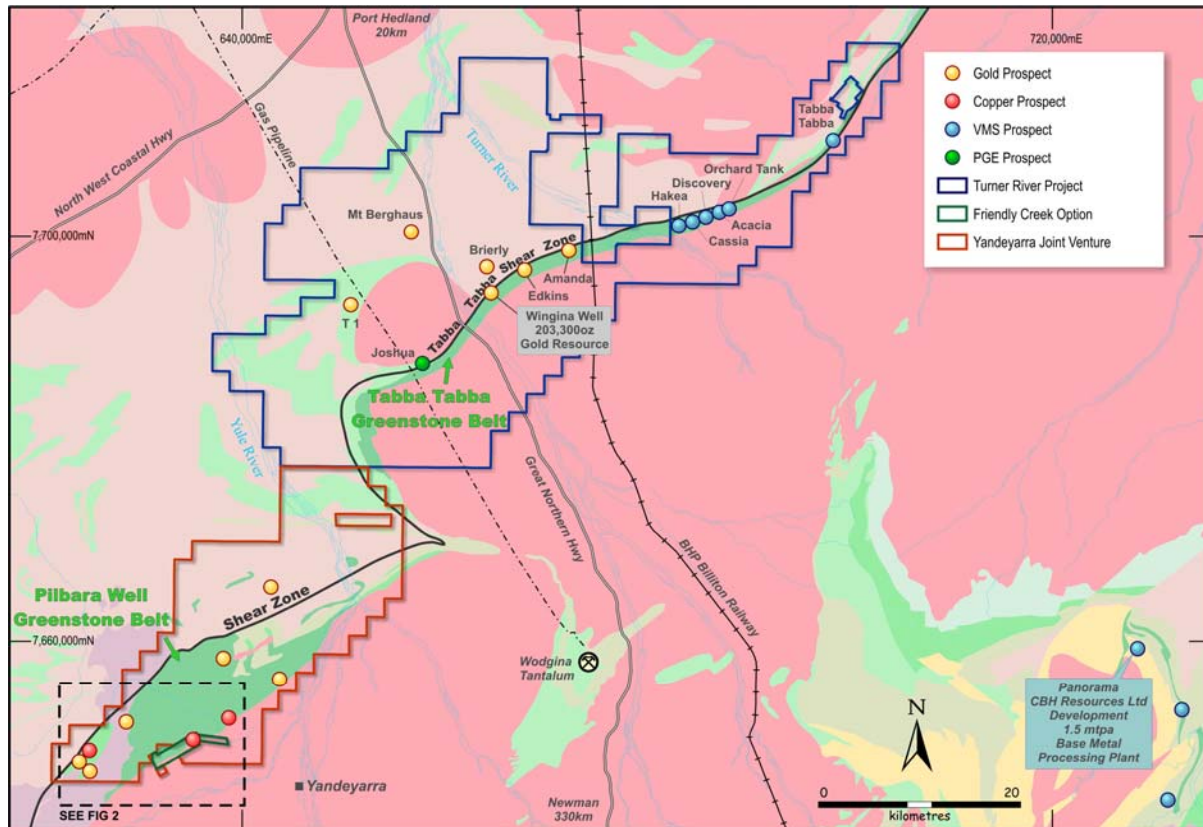 640,000mE
Port Hedland
20km
720,000mE
Gold Prospect
Copper Prospect
VMS Prospect
PGE Prospect
Turner River Project
Friendly Creek Option
Yandeyarra Joint Venture
North West Coastal Hwy
Gas Pipeline
Turner River
Tabba
Tabba
Orchard Tank
Discovery
Hakea
Acacia
Cassia
7,700,000mN
Mt Berghaus
Brierly
Tabba Tabba Shear Zone
Amanda
Edkins
Wingina Well
203,300oz
Gold Resource
T 1
Joshua
Tabba Tabba
Greenstone Belt
Yule River
Great Northern Hwy
BHP Billiton Railway
Pilbara Well
Greenstone Belt
Shear Zone
7,660,000mN
Wodgina
Tantalum
Panorama
CBH Resources Ltd
Development
1.5 mtpa
Base Metal
Processing Plant
N
Yandeyarra
Newman
330km
0
20
kilometres
SEE FIG 2